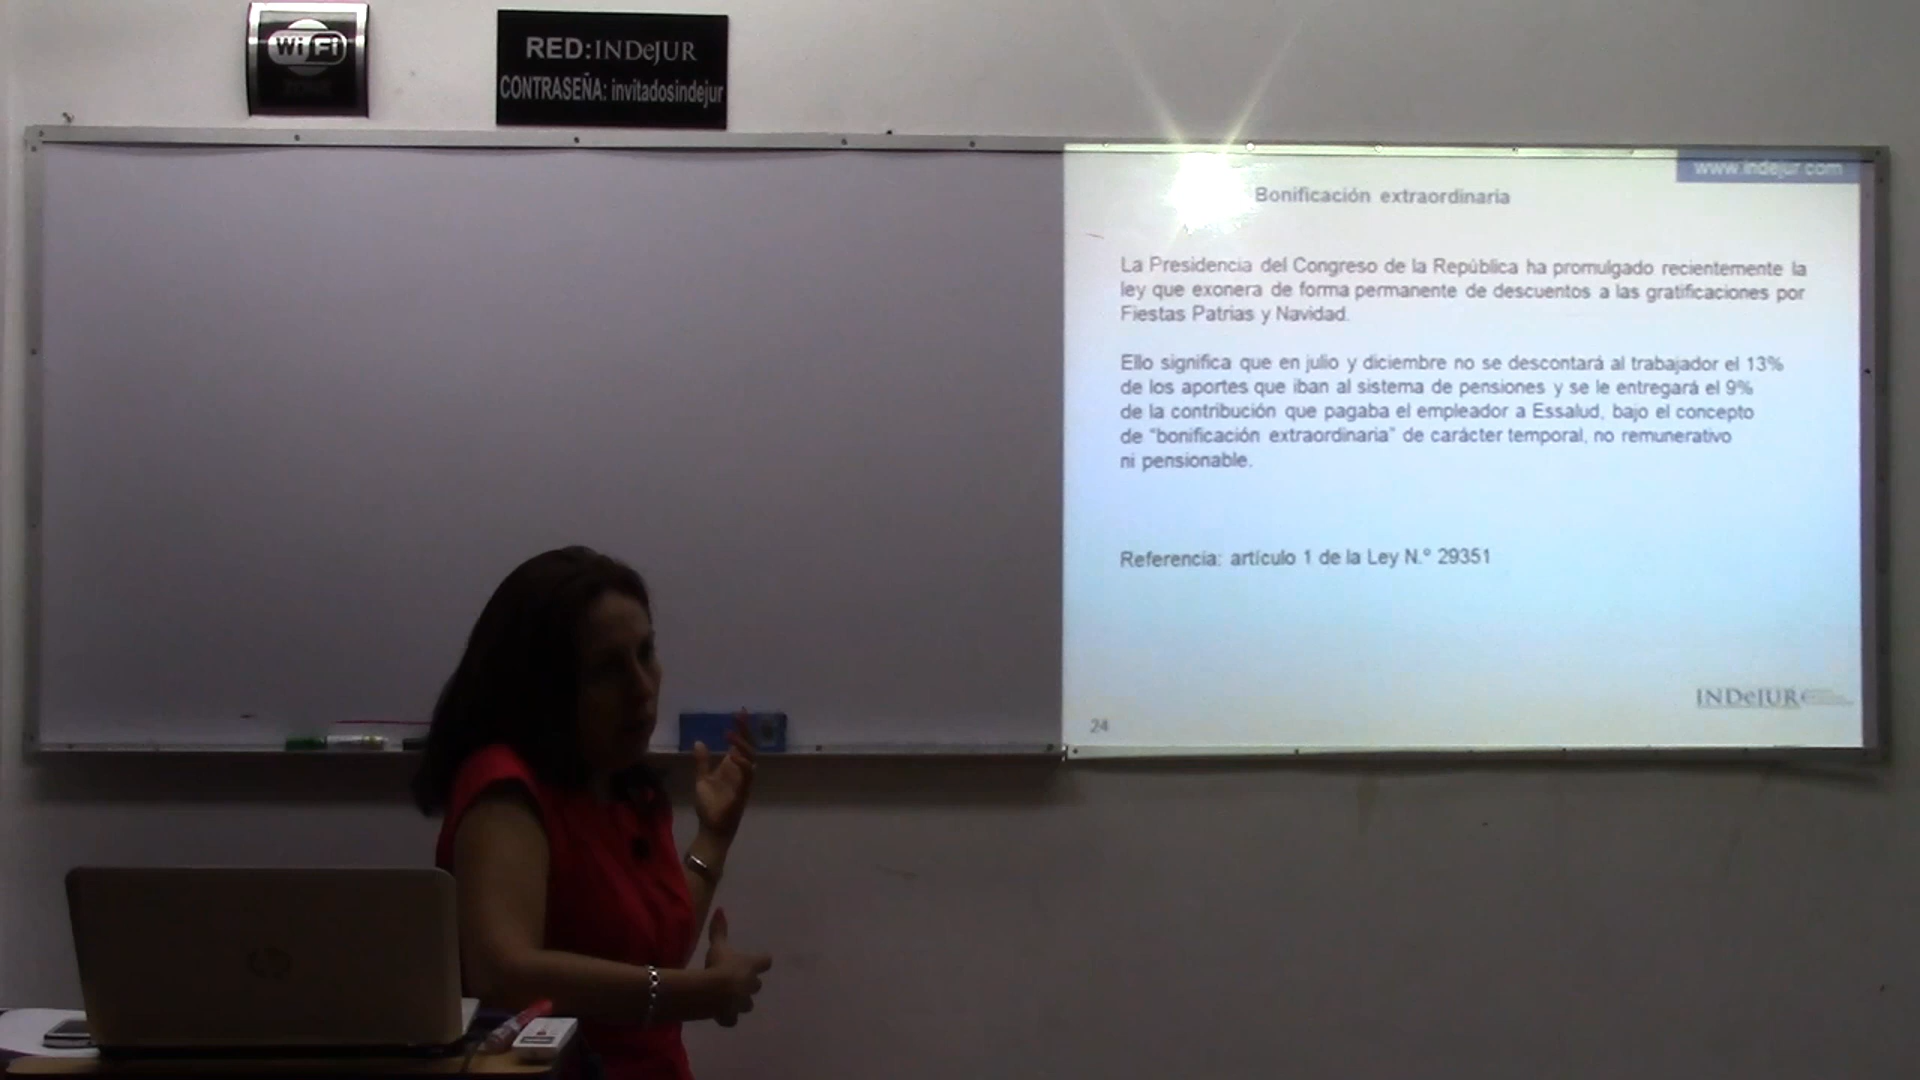 Wi Fi
ZONE
RED:INDeJUR
CONTRASEÑA: invitadosindejur
www.indejur.com
Bonificación extraordinaria
La Presidencia del Congreso de la República ha promulgado recientemente la
ley que exonera de forma permanente de descuentos a las gratificaciones por
Fiestas Patrias y Navidad.
Ello significa que en julio y diciembre no se descontará al trabajador el 13%
de los aportes que iban al sistema de pensiones y se le entregará el 9%
de la contribución que pagaba el empleador a Essalud, bajo el concepto
de “bonificación extraordinaria” de carácter temporal, no remunerativo
ni pensionable.
Referencia: artículo 1 de la Ley N.º 29351
INDeJUR
24
hp